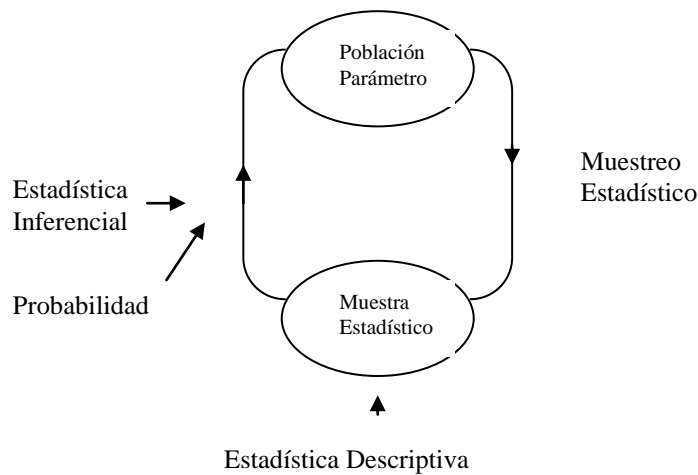 Población
Parámetro
Muestreo
Estadístico
Estadística
Inferencial
Probabilidad
Muestra
Estadístico
Estadística Descriptiva